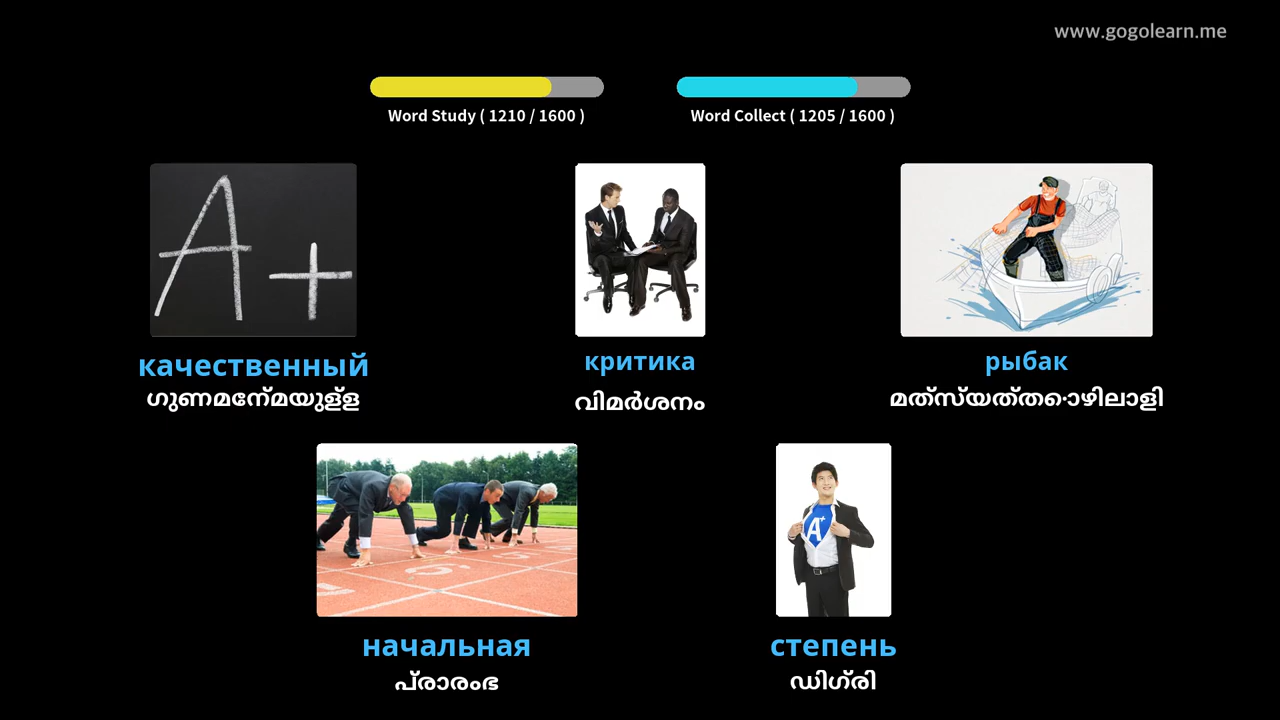 www.gogolearn.me
Word Study ( 1210 / 1600 )
Word Collect ( 1205 / 1600 )
A+
качественный
ഗുണമേന്മയുള്ള
критика
വിമർശനം
рыбак
മത്സ്യത്തൊഴിലാളി
A+
начальная
പ്രാരംഭ
степень
ഡിഗ്രി